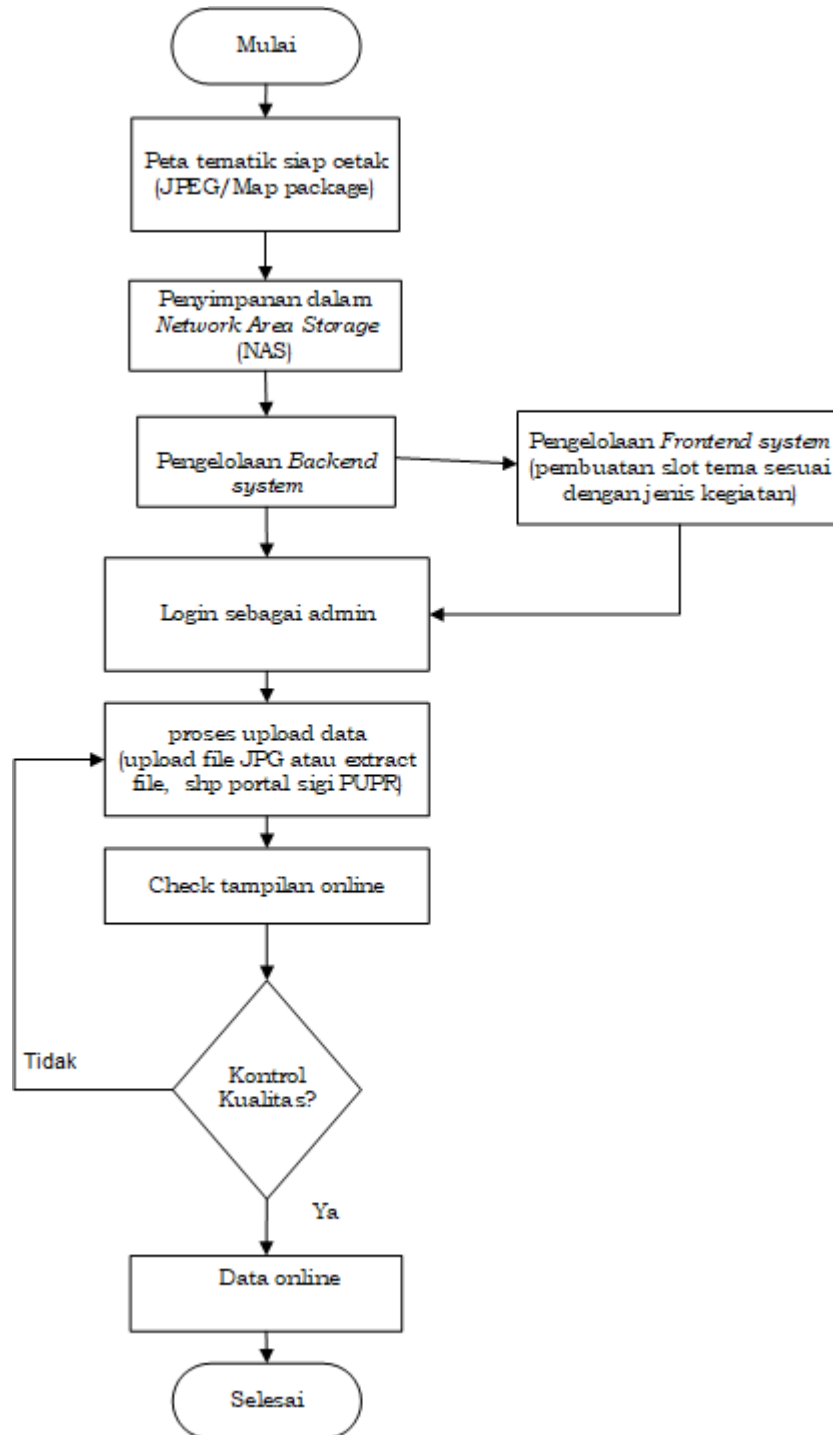 Mulai
Peta tematik siap cetak
(JPEG/Map package)
Penyimpanan dalam
Network Area Storage
(NAS)
Pengelolaan Backend
system
Pengelolaan Frontend system
(pembuatan slot tema sesuai
dengan jenis kegiatan)
Login sebagai admin
proses upload data
(upload file JPG atau extract
file, shp portal sigi PUPR)
Check tampilan online
Tidak
Kontrol
Kualitas?
Ya
Data online
Selesai